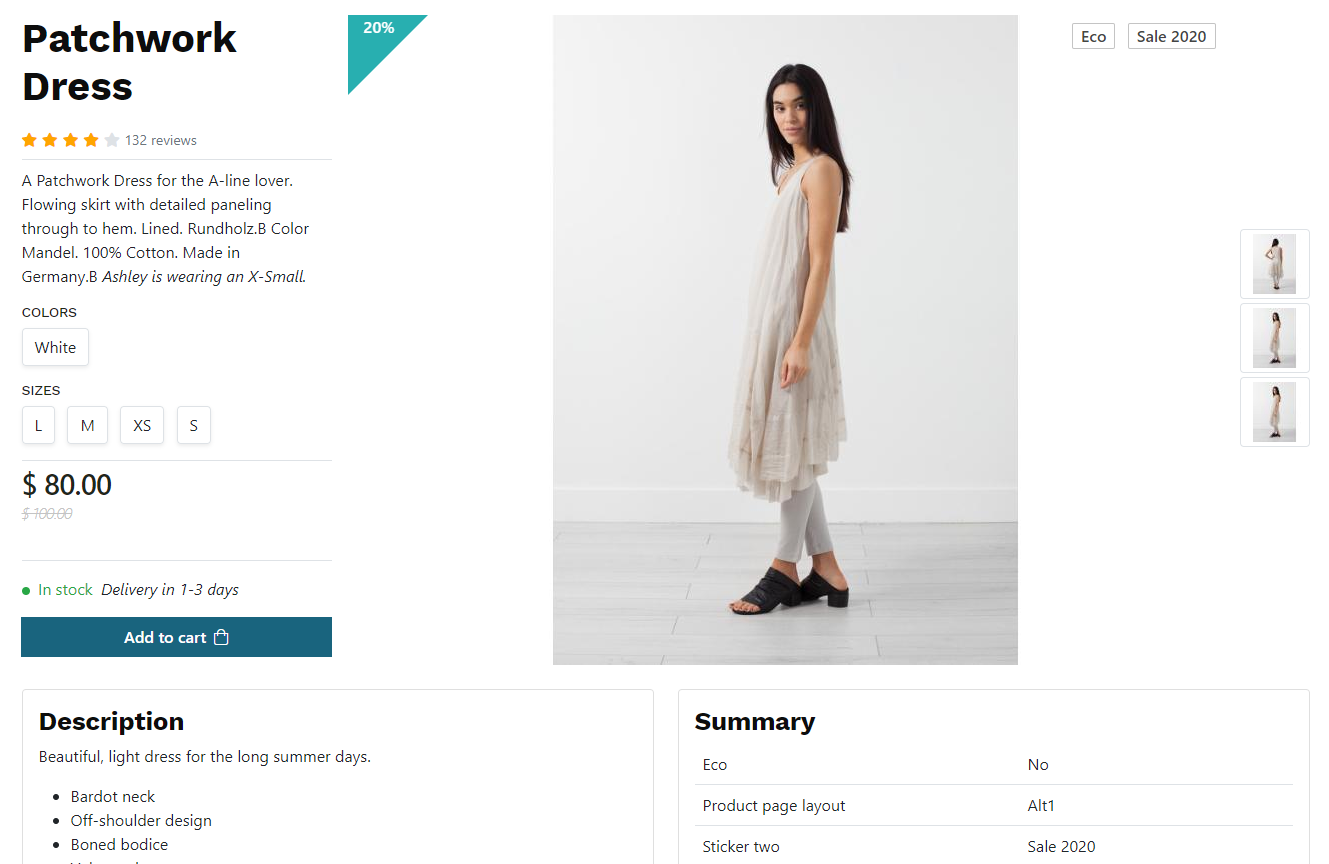 Patchwork
Dress
132 reviews
A Patchwork Dress for the A-line lover.
Flowing skirt with detailed paneling
through to hem. Lined. Rundholz.B Color
Mandel. 100% Cotton. Made in
Germany.B Ashley is wearing an X-Small.
COLORS
White
SIZES
L M XS S
$ 80.00
$ 100.00
In stock Delivery in 1-3 days
Add to cart
20%
Eco Sale 2020
Description
Beautiful, light dress for the long summer days.
• Bardot neck
• Off-shoulder design
• Boned bodice
Summary
Eco No
Product page layout Alt1
Sticker two Sale 2020